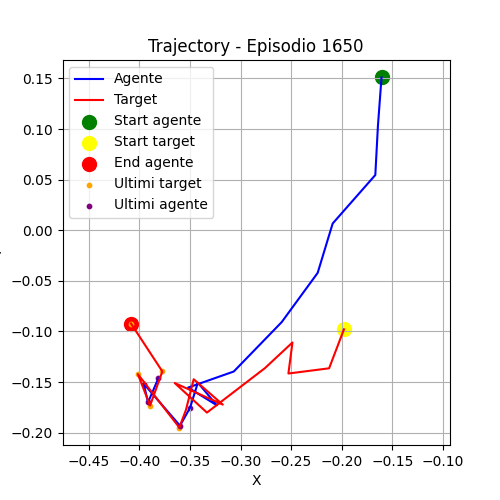 Trajectory - Episodio 1650
Agente
Target
Start agente
Start target
End agente
Ultimi target
Ultimi agente
0.15
0.10
0.05
0.00
−0.05
−0.10
−0.15
−0.20
−0.45 −0.40 −0.35 −0.30 −0.25 −0.20 −0.15 −0.10
X